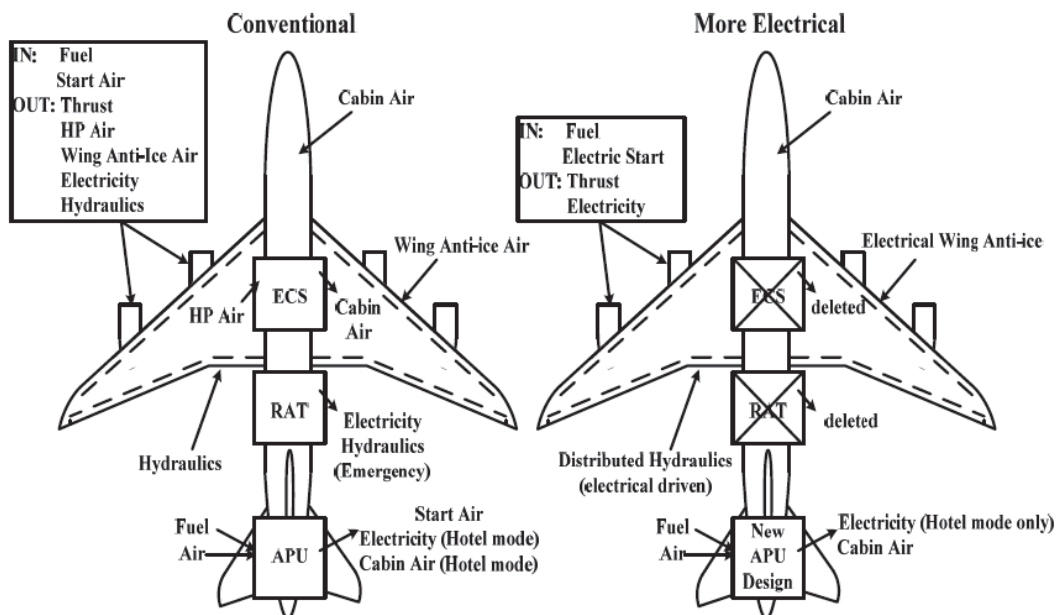 Conventional
IN: Fuel
Start Air
OUT: Thrust
HP Air
Wing Anti-Ice Air
Electricity
Hydraulics
Cabin Air
Wing Anti-ice Air
ECS
HP Air
Cabin
Air
RAT
Electricity
Hydraulics
(Emergency)
Hydraulics
Fuel
Air
APU
Start Air
Electricity (Hotel mode)
Cabin Air (Hotel mode)
More Electrical
IN: Fuel
Electric Start
OUT: Thrust
Electricity
Cabin Air
Electrical Wing Anti-ice
ECS
deleted
RAT
deleted
Distributed Hydraulics
(electrical driven)
Fuel
Air
New
APU
Design
Electricity (Hotel mode only)
Cabin Air